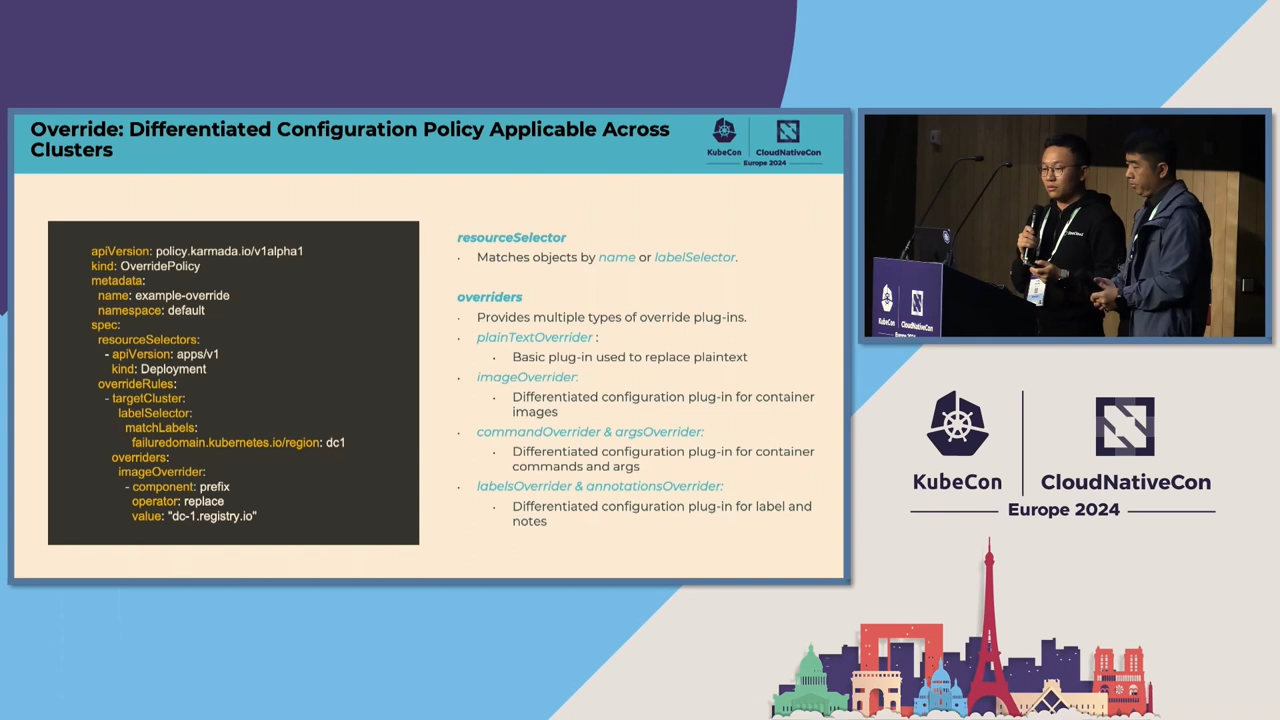 Override: Differentiated Configuration Policy Applicable Across
Clusters
KubeCon
CloudNativeCon
Europe 2024
apiVersion: policy.karmada.io/v1alpha1
kind: OverridePolicy
metadata:
name: example-override
namespace: default
spec:
resourceSelectors:
- apiVersion: apps/v1
kind: Deployment
overrideRules:
- targetCluster:
labelSelector:
matchLabels:
failuredomain.kubernetes.io/region: dc1
overriders:
imageOverrider:
- component: prefix
operator: replace
value: "dc-1.registry.io"
resourceSelector
· Matches objects by name or labelSelector.
overriders
· Provides multiple types of override plug-ins.
· plainTextOverrider :
· Basic plug-in used to replace plaintext
· imageOverrider:
· Differentiated configuration plug-in for container
images
· commandOverrider & argsOverrider:
· Differentiated configuration plug-in for container
commands and args
· labelsOverrider & annotationsOverrider:
· Differentiated configuration plug-in for label and
notes
KubeCon
CloudNativeCon
KubeCon
CloudNativeCon
Europe 2024